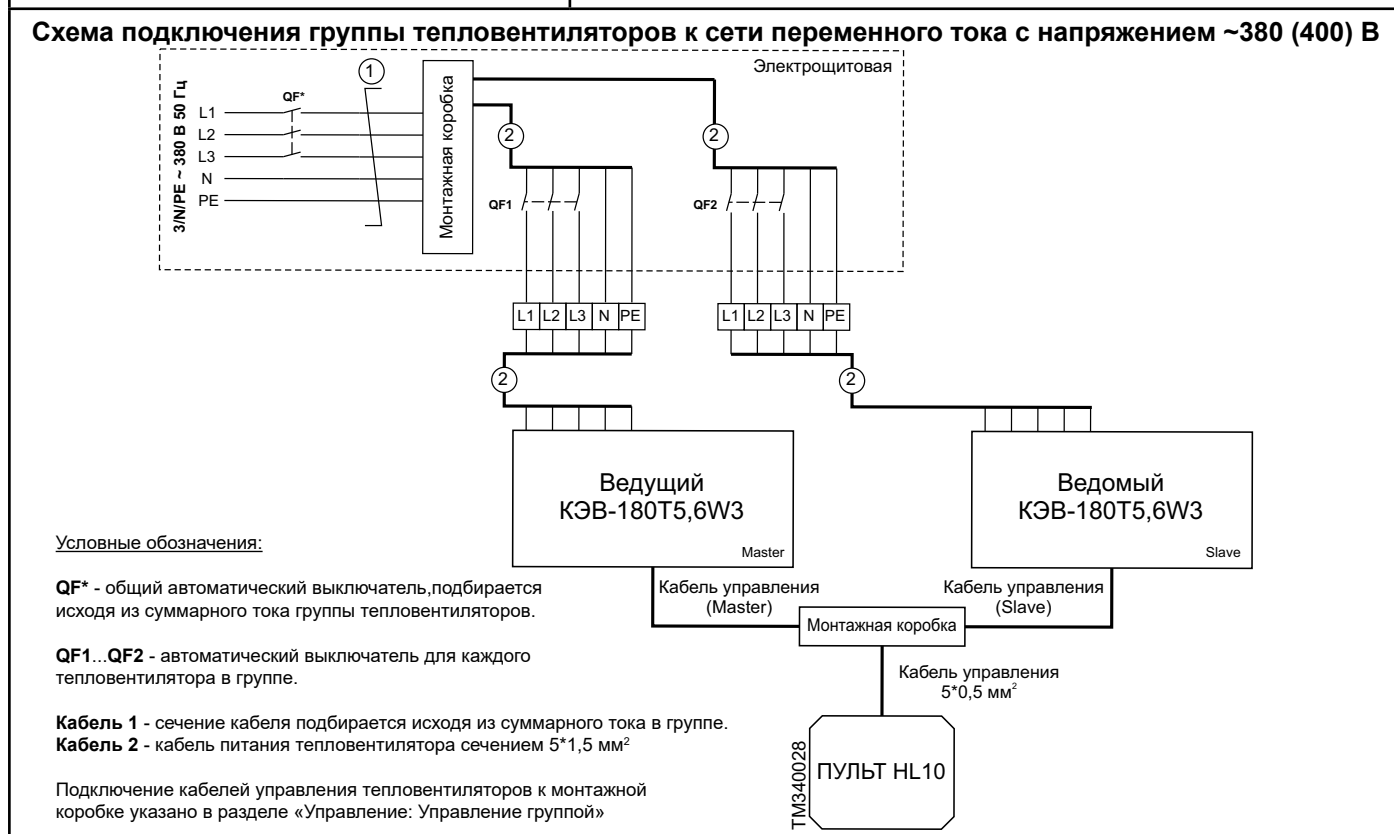 Схема подключения группы тепловентиляторов к сети переменного тока с напряжением ~380 (400) В
Электрощитовая
3/N/PE ~ 380 В 50 Гц
QF*
1
L1
L2
L3
N
PE
Монтажная коробка
2
2
QF1
QF2
L1 L2 L3 N PE
L1 L2 L3 N PE
2
2
Ведущий
КЭВ-180Т5,6W3
Master
Ведомый
КЭВ-180Т5,6W3
Slave
Кабель управления
(Master)
Кабель управления
(Slave)
Монтажная коробка
Кабель управления
5*0,5 мм²
ТМ340028
ПУЛЬТ HL10
Условные обозначения:
QF* - общий автоматический выключатель,подбирается
исходя из суммарного тока группы тепловентиляторов.
QF1...QF2 - автоматический выключатель для каждого
тепловентилятора в группе.
Кабель 1 - сечение кабеля подбирается исходя из суммарного тока в группе.
Кабель 2 - кабель питания тепловентилятора сечением 5*1,5 мм²
Подключение кабелей управления тепловентиляторов к монтажной
коробке указано в разделе «Управление: Управление группой»